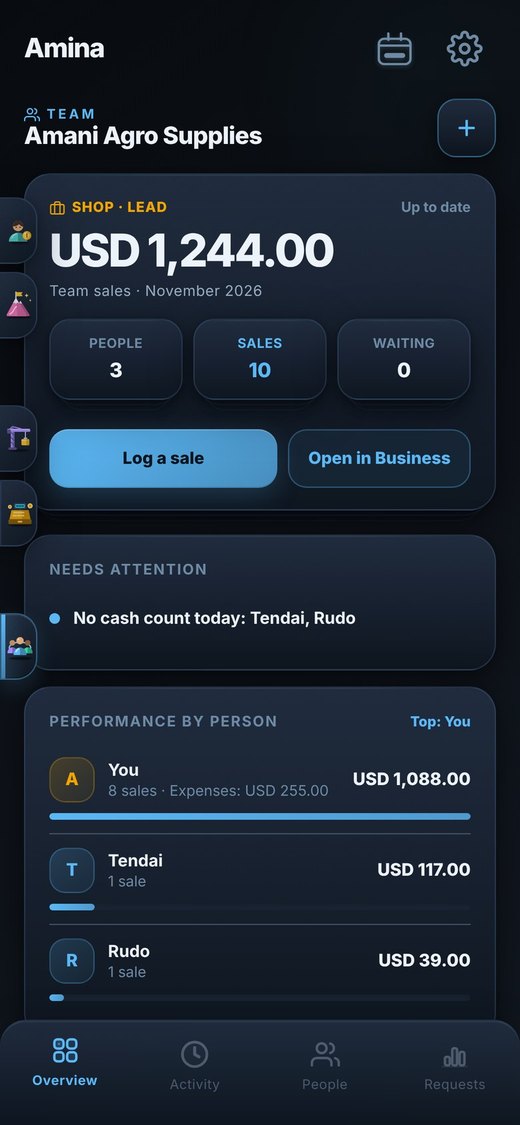 Amina
TEAM
Amani Agro Supplies
SHOP · LEAD
Up to date
USD 1,244.00
Team sales · November 2026
PEOPLE
3
SALES
10
WAITING
0
Log a sale
Open in Business
NEEDS ATTENTION
No cash count today: Tendai, Rudo
PERFORMANCE BY PERSON
Top: You
A
You
8 sales · Expenses: USD 255.00
USD 1,088.00
T
Tendai
1 sale
USD 117.00
R
Rudo
1 sale
USD 39.00
Overview
Activity
People
Requests